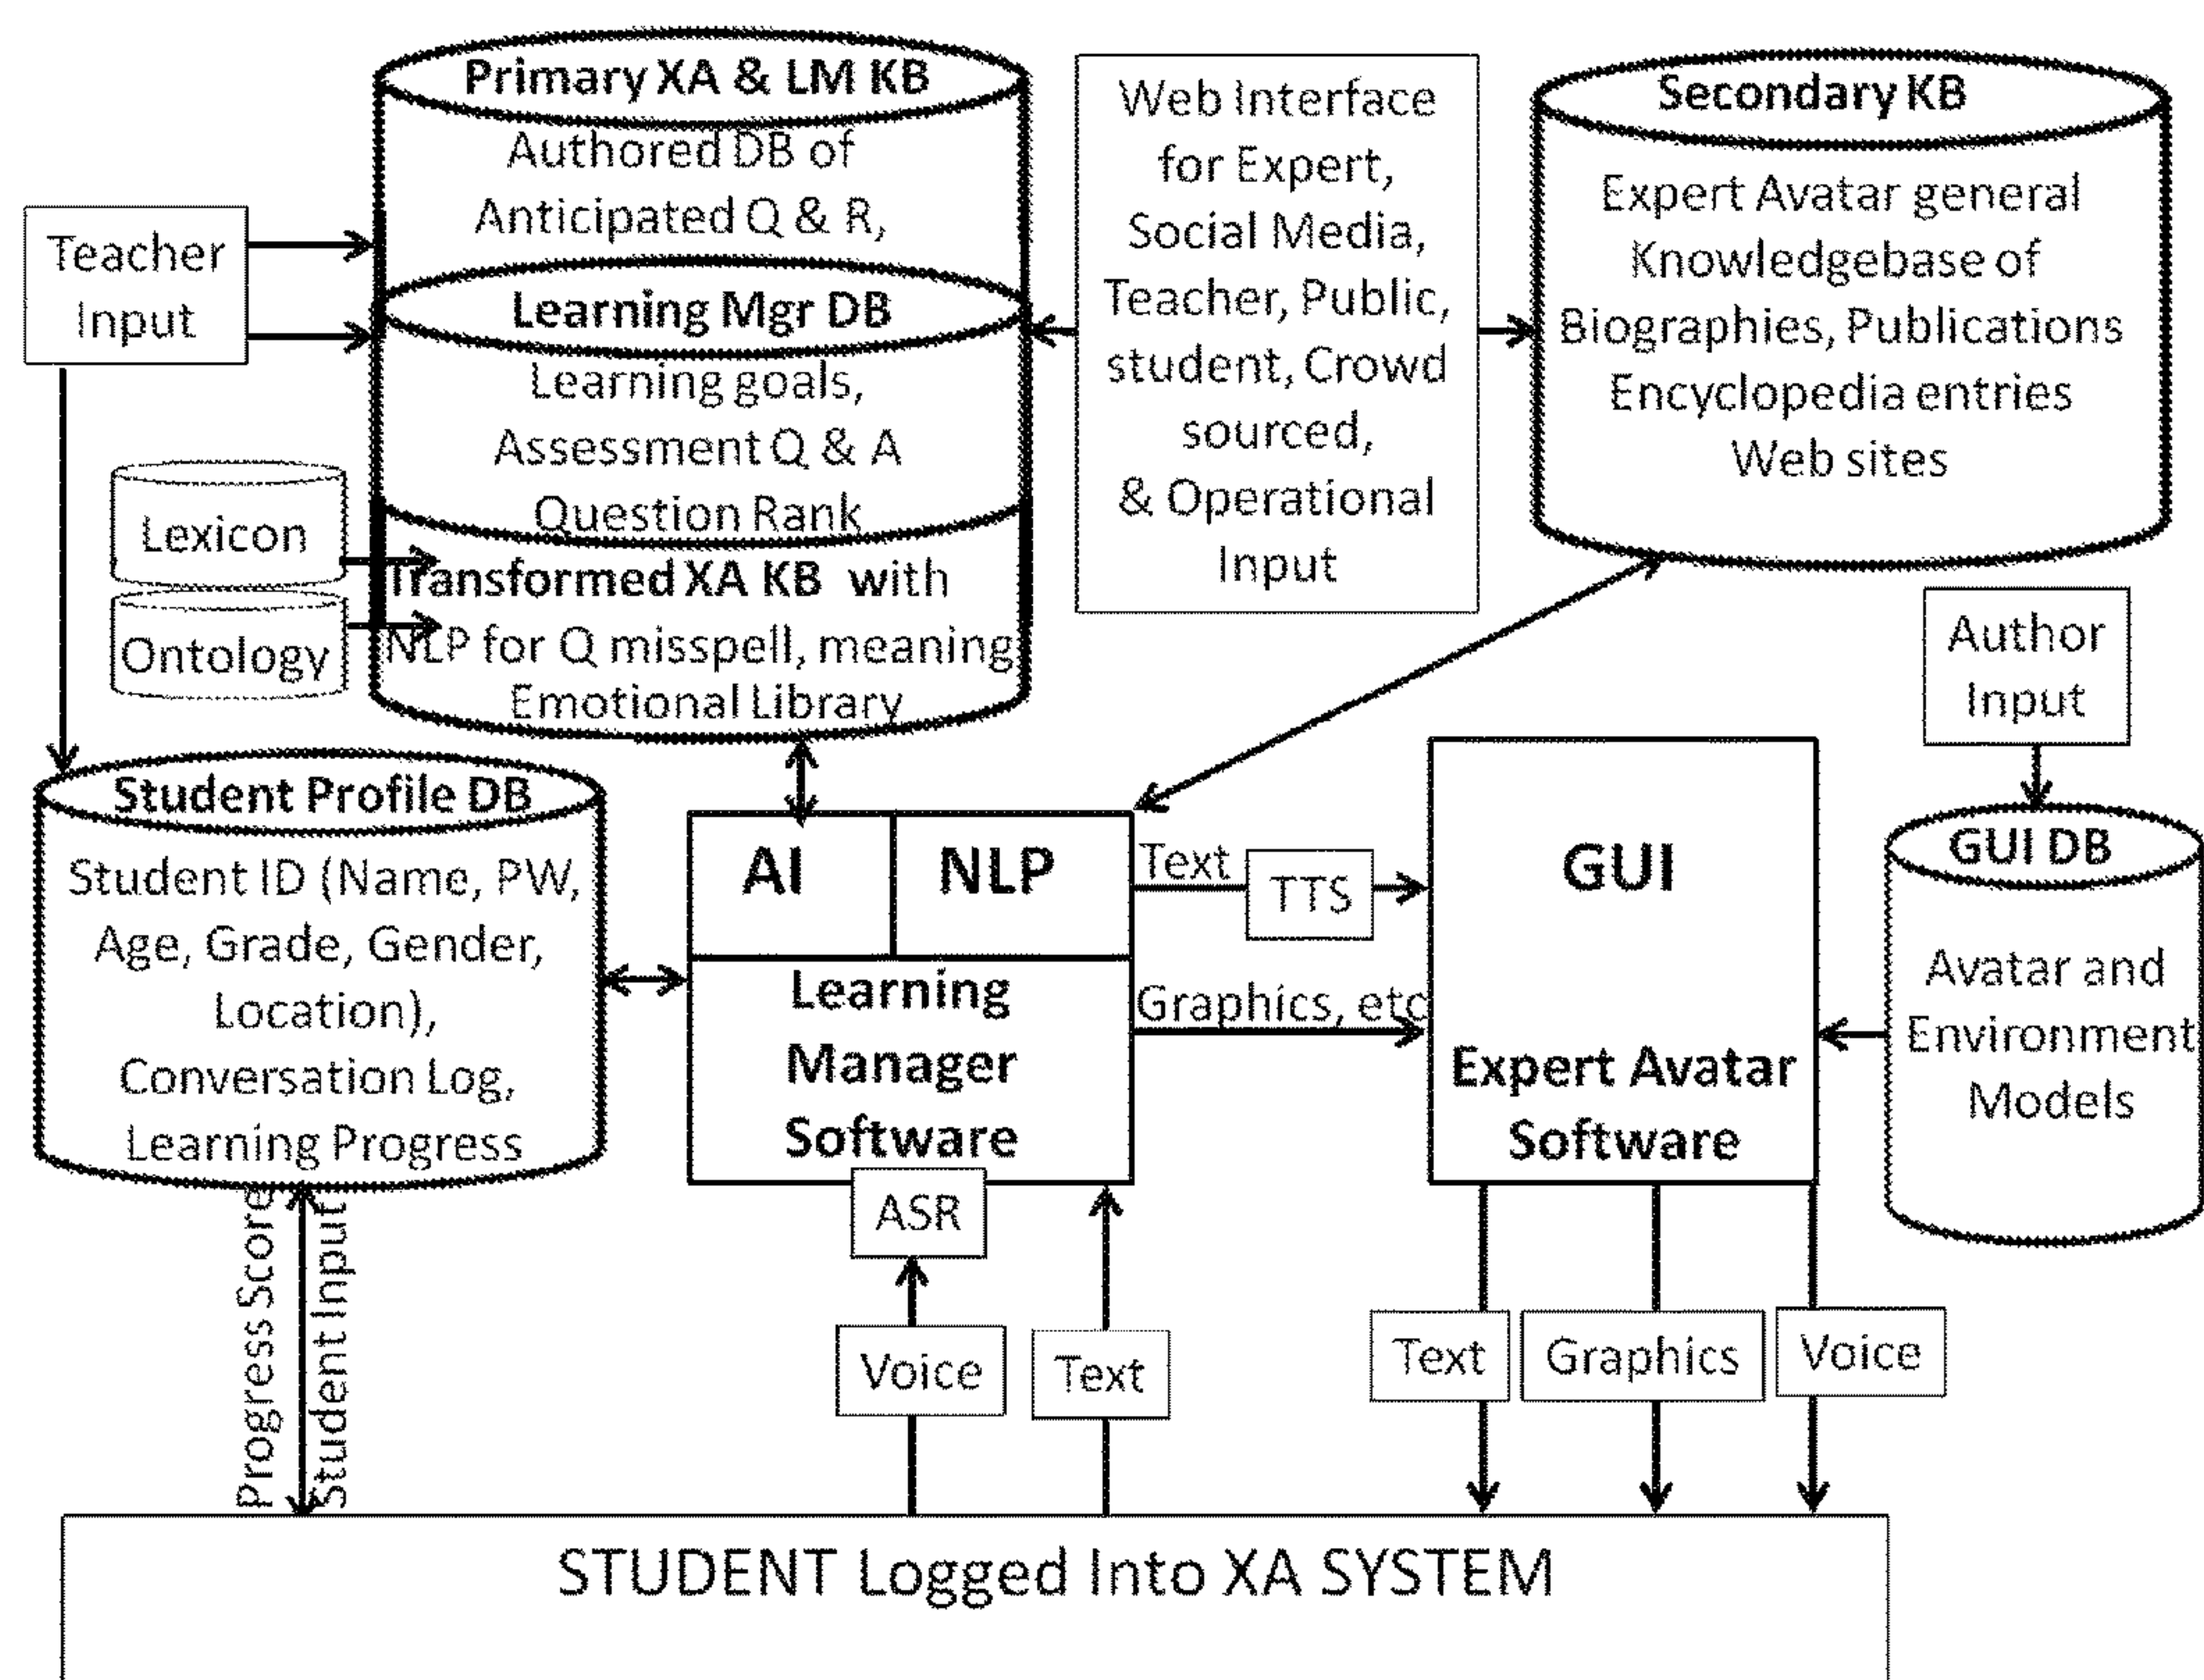 Primary XA & LM KB
Authored DB of
Anticipated Q & R,
Learning Mgr DB
Learning goals,
Assessment Q & A
Question Rank
Transformed XA KB with
NLP for Q misspell, meaning
Emotional Library
Web Interface
for Expert,
Social Media,
Teacher, Public,
student, Crowd
sourced,
& Operational
Input
Secondary KB
Expert Avatar general
Knowledgebase of
Biographies, Publications
Encyclopedia entries
Web sites
Teacher
Input
Lexicon
Ontology
Author
Input
Student Profile DB
Student ID (Name, PW,
Age, Grade, Gender,
Location),
Conversation Log,
Learning Progress
AI
NLP
Learning
Manager
Software
Text
TTS
Graphics, etc
GUI
Expert Avatar
Software
GUI DB
Avatar and
Environment
Models
ASR
Voice
Text
Text
Graphics
Voice
Progress Score
Student Input
STUDENT Logged Into XA SYSTEM